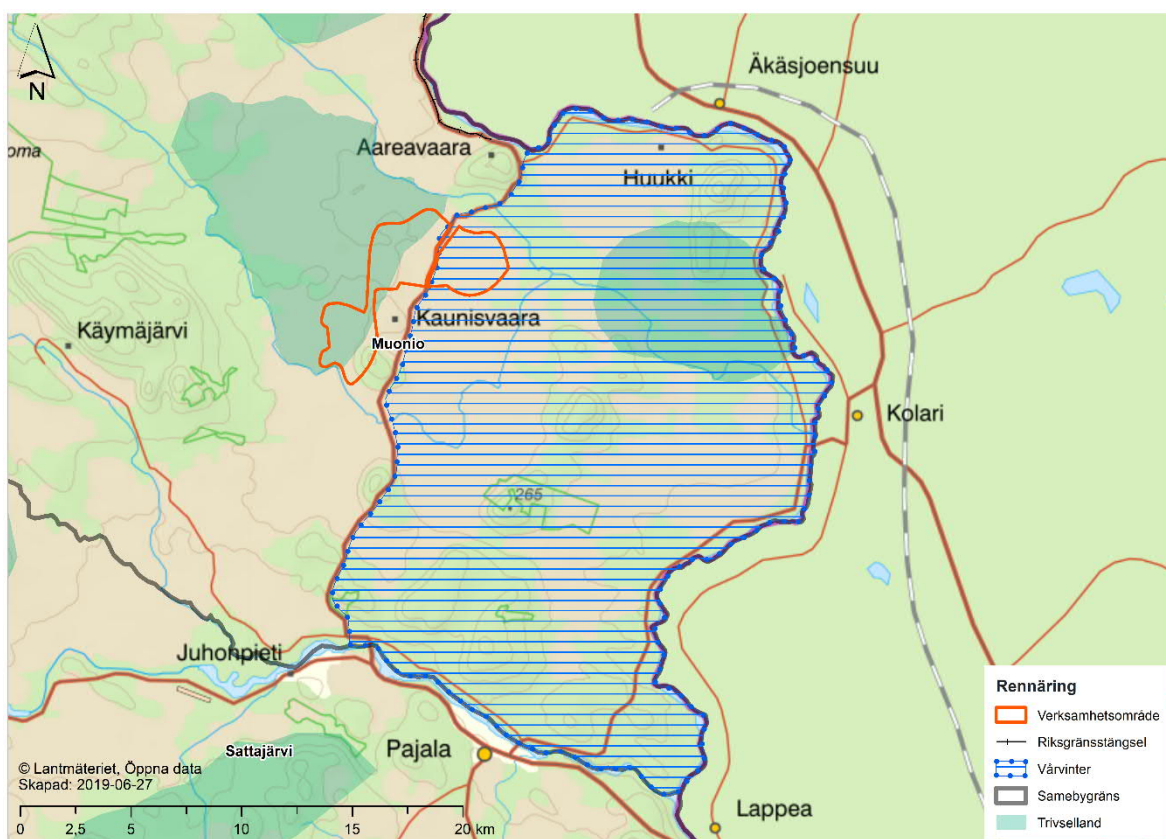 N
Äkäsjoensuu
Aareavaara
oma
Huukki
Kaunisvaara
Käymäjärvi
Muonio
Kolari
265
Juhonpieti
Sattajärvi
Pajala
Lappea
© Lantmäteriet, Öppna data
Skapad: 2019-06-27
0 2,5 5 10 15 20 km
Rennäring
Verksamhetsområde
Riksgränsstängsel
Vårvinter
Samebygräns
Trivselland